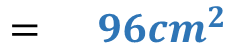 = 96cm²